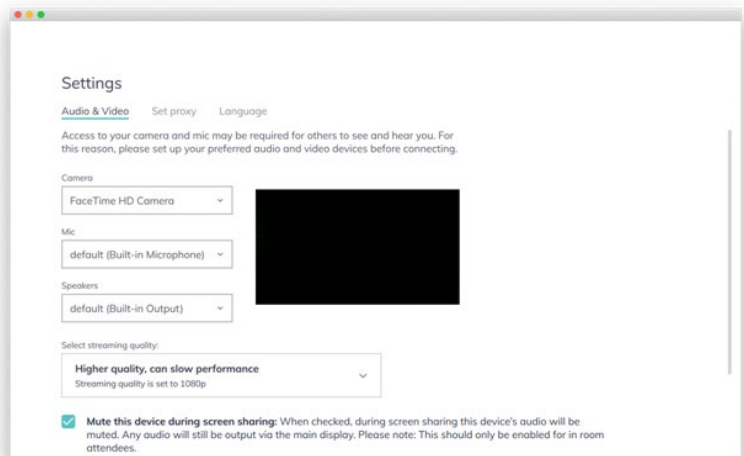 Settings
Audio & Video Set proxy Language
Access to your camera and mic may be required for others to see and hear you. For
this reason, please set up your preferred audio and video devices before connecting.
Camera
FaceTime HD Camera
Mic
default (Built-in Microphone)
Speakers
default (Built-in Output)
Select streaming quality:
Higher quality, can slow performance
Streaming quality is set to 1080p
Mute this device during screen sharing: When checked, during screen sharing this device's audio will be
muted. Any audio will still be output via the main display. Please note: This should only be enabled for in room
attendees.